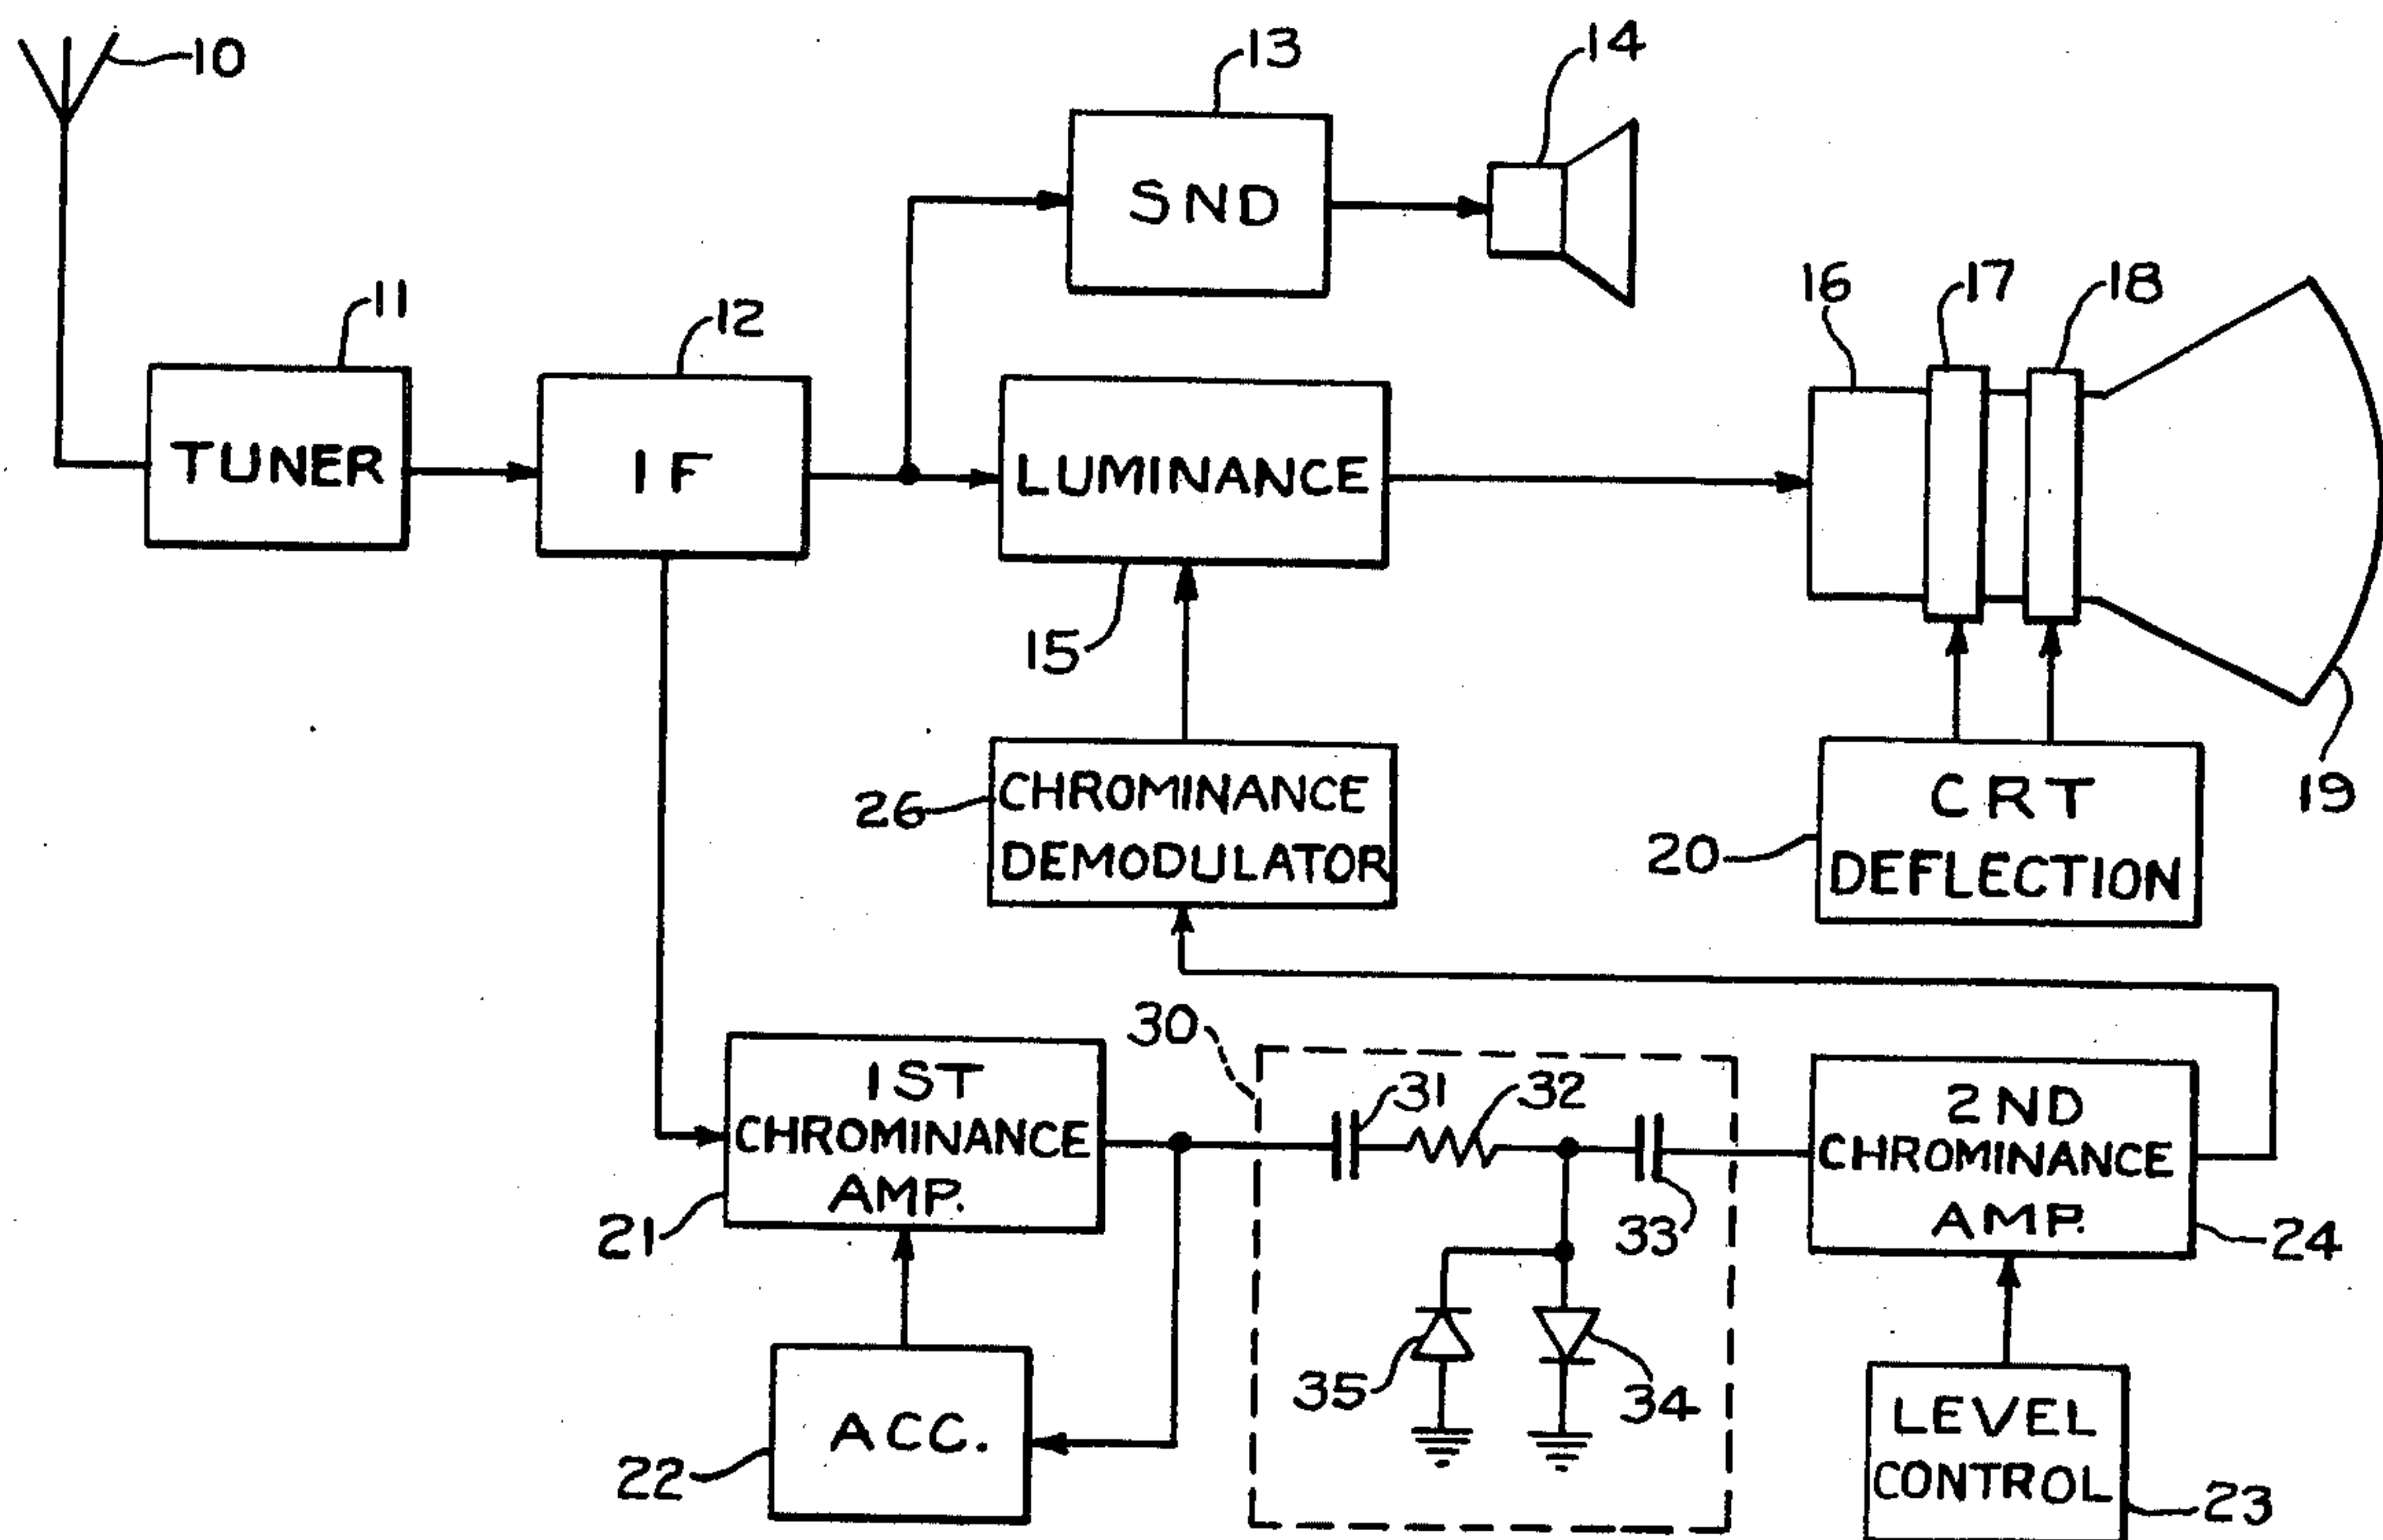 10
13
14
SND
11
12
16
17
18
TUNER
IF
LUMINANCE
15
19
26
CHROMINANCE
DEMODULATOR
20
CRT
DEFLECTION
30
31
32
33
1ST
CHROMINANCE
AMP.
21
2ND
CHROMINANCE
AMP.
24
35
34
22
ACC.
LEVEL
CONTROL
23